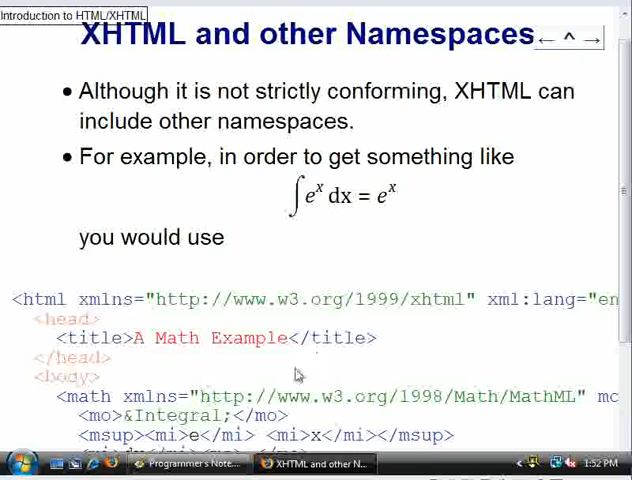 Introduction to HTML/XHTML
XHTML and other Namespaces
← ^ →
• Although it is not strictly conforming, XHTML can
include other namespaces.
• For example, in order to get something like
∫eˣ dx = eˣ
you would use
<html xmlns="http://www.w3.org/1999/xhtml" xml:lang="en
<head>
<title>A Math Example</title>
</head>
<body>
<math xmlns="http://www.w3.org/1998/Math/MathML" mo
<mo>&Integral;</mo>
<msup><mi>e</mi> <mi>x</mi></msup>
Programmer's Note...
XHTML and other N...
1:52 PM